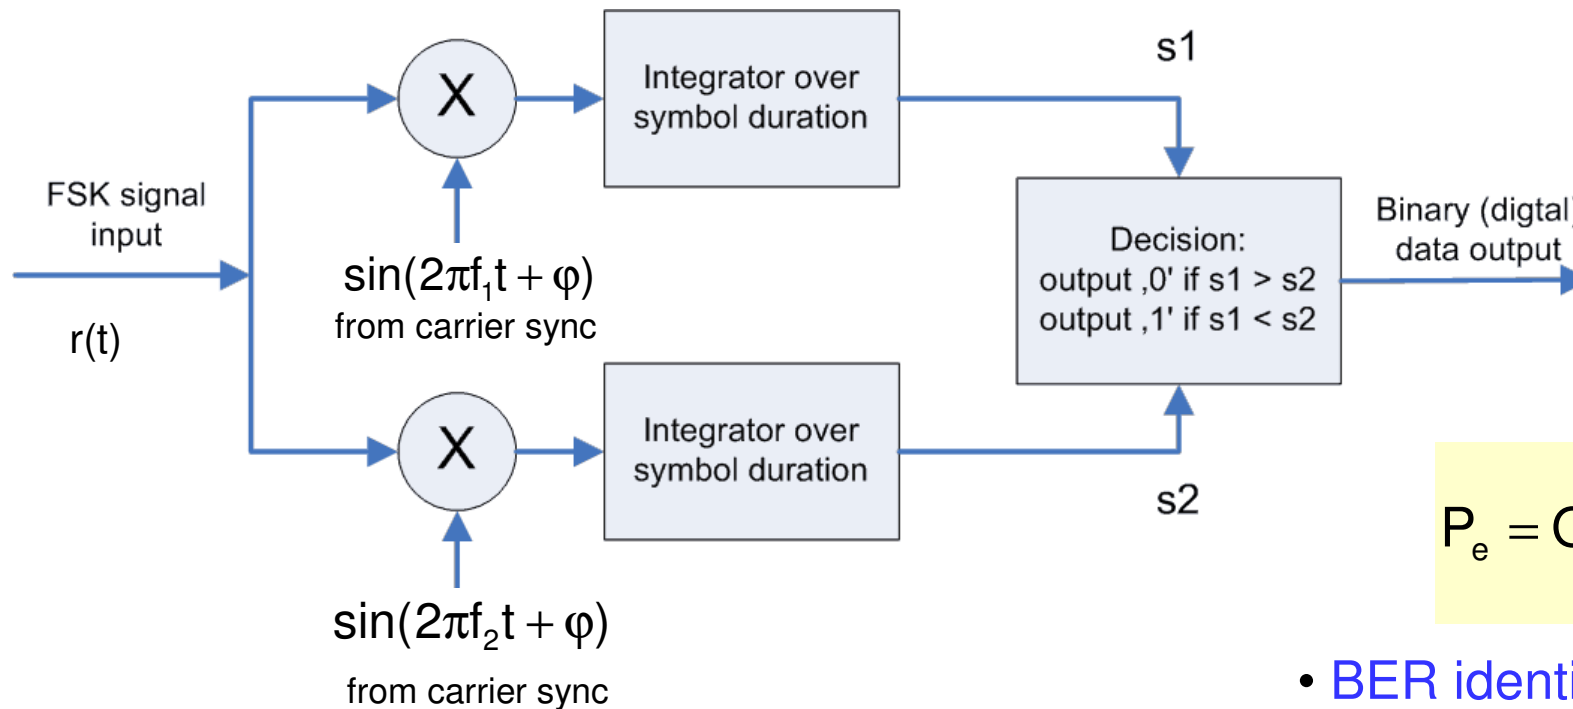 FSK signal
input
r(t)
X
sin(2πf₁t + φ)
from carrier sync
Integrator over
symbol duration
s1
X
sin(2πf₂t + φ)
from carrier sync
Integrator over
symbol duration
s2
Decision:
output ‚0' if s1 > s2
output ‚1' if s1 < s2
Binary (digtal)
data output
Pₑ =
• BER